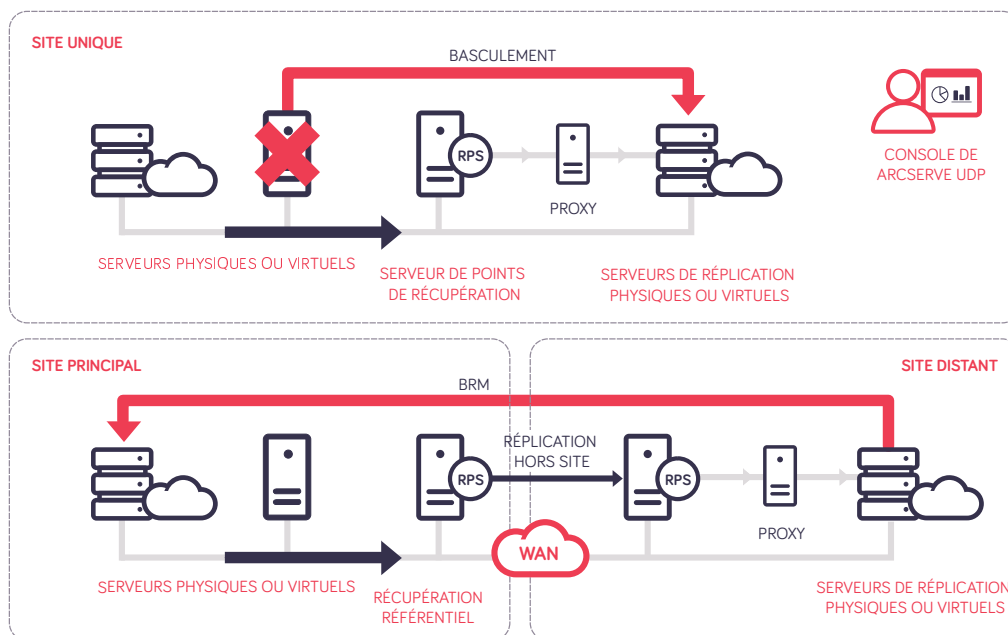 SITE UNIQUE
BASCULEMENT
RPS
PROXY
CONSOLE DE
ARCSERVE UDP
SERVEURS PHYSIQUES OU VIRTUELS
SERVEUR DE POINTS
DE RÉCUPÉRATION
SERVEURS DE RÉPLICATION
PHYSIQUES OU VIRTUELS
SITE PRINCIPAL
SITE DISTANT
BRM
RÉPLICATION
HORS SITE
RPS
RPS
PROXY
WAN
SERVEURS PHYSIQUES OU VIRTUELS
RÉCUPÉRATION
RÉFÉRENTIEL
SERVEURS DE RÉPLICATION
PHYSIQUES OU VIRTUELS